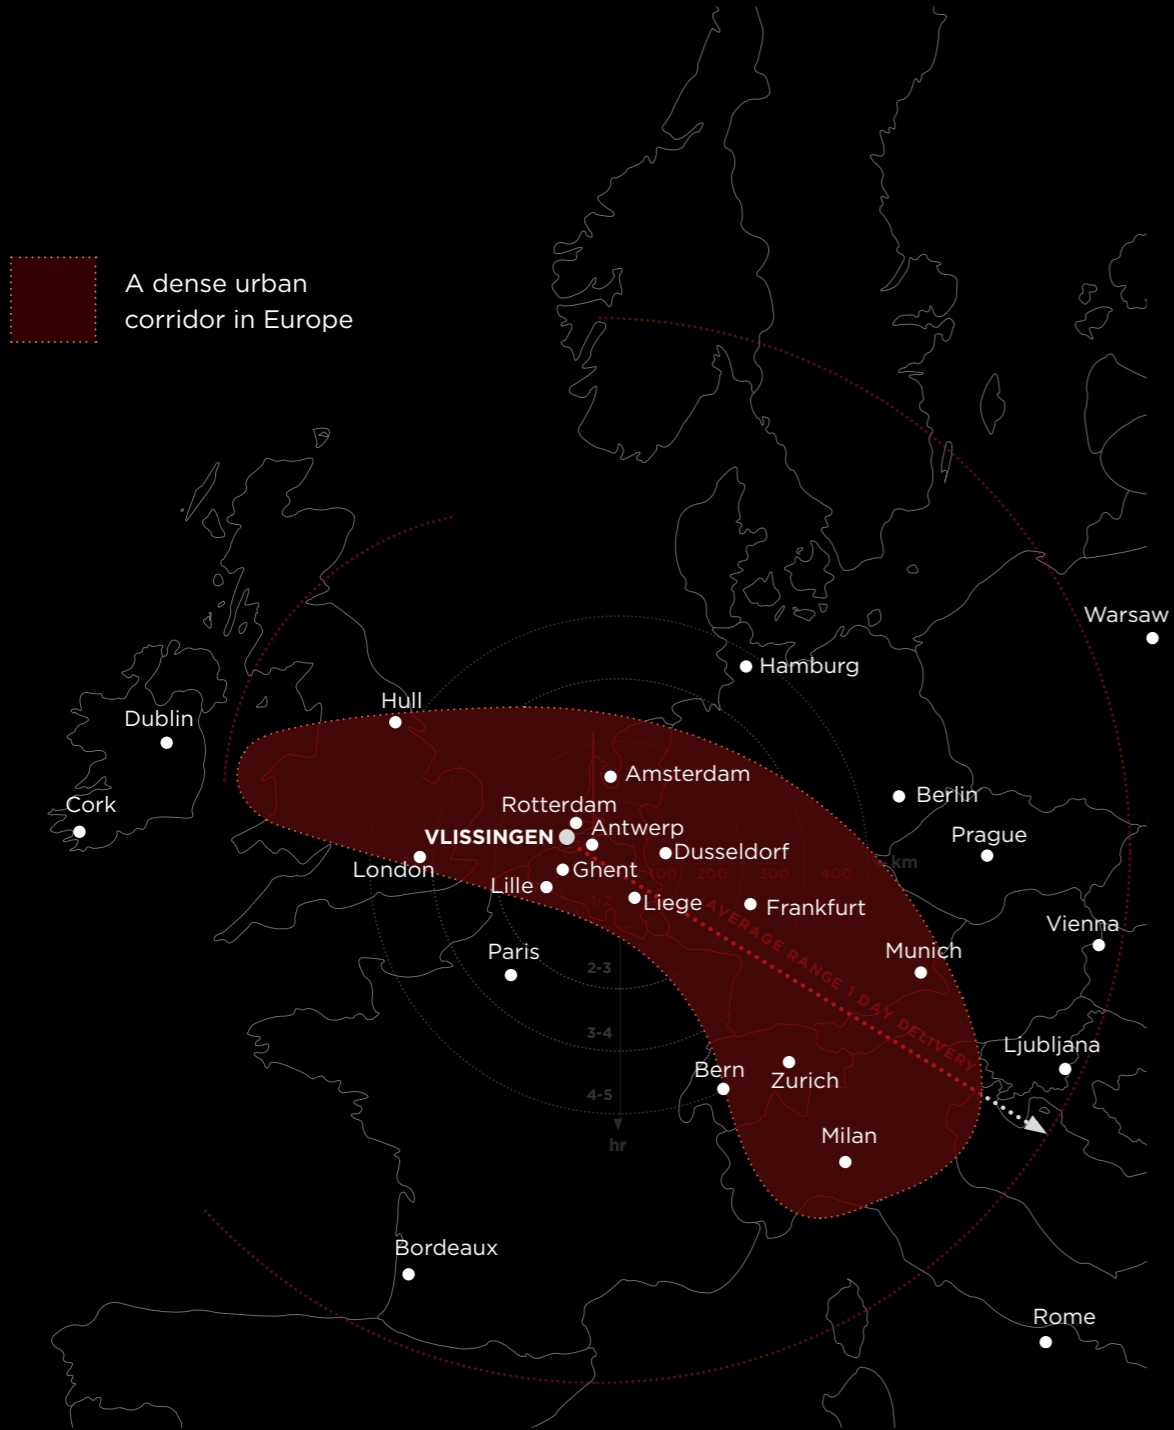 A dense urban
corridor in Europe
Warsaw
Hamburg
Hull
Dublin
Amsterdam
Cork
Berlin
Rotterdam
VLISSINGEN
Antwerp
Prague
Dusseldorf
km
London
Ghent
100 200 300 400
Lille
1-2
Liege
Frankfurt
AVERAGE RANGE 1 DAY DELIVERY
Vienna
Paris
Munich
2-3
3-4
Ljubljana
Bern
Zurich
4-5
Milan
hr
Bordeaux
Rome